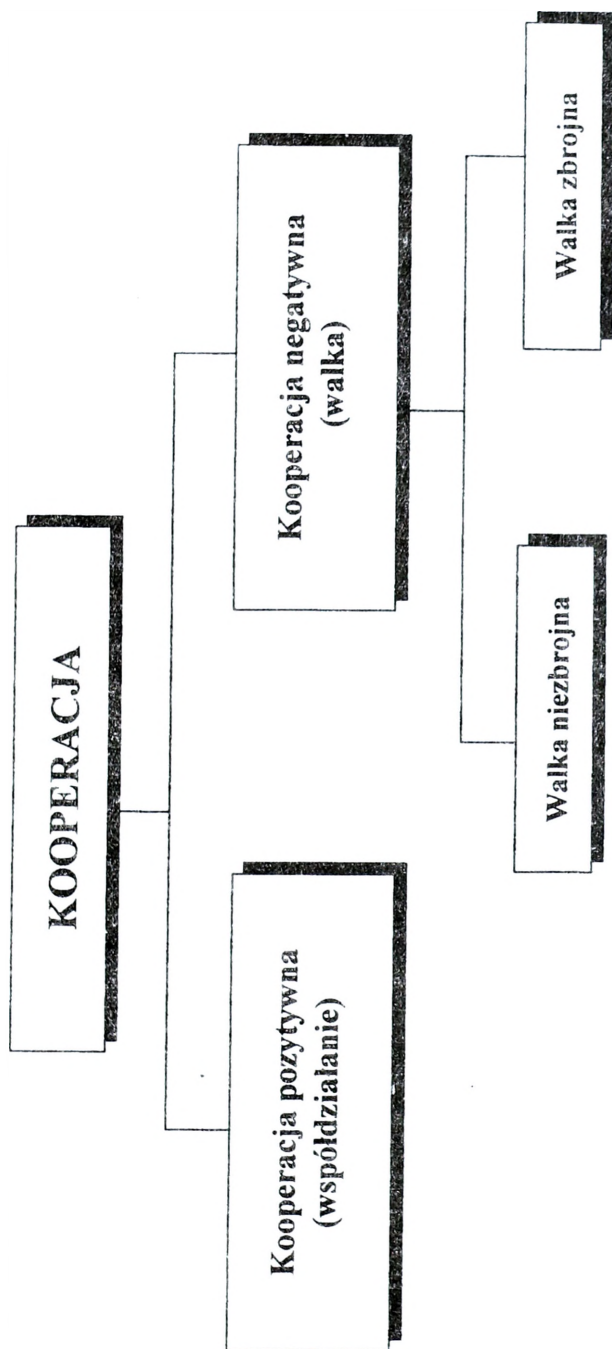 KOOPERACJA
Kooperacja pozytywna
(współdziałanie)
Kooperacja negatywna
(walka)
Walka niezbrojna
Walka zbrojna